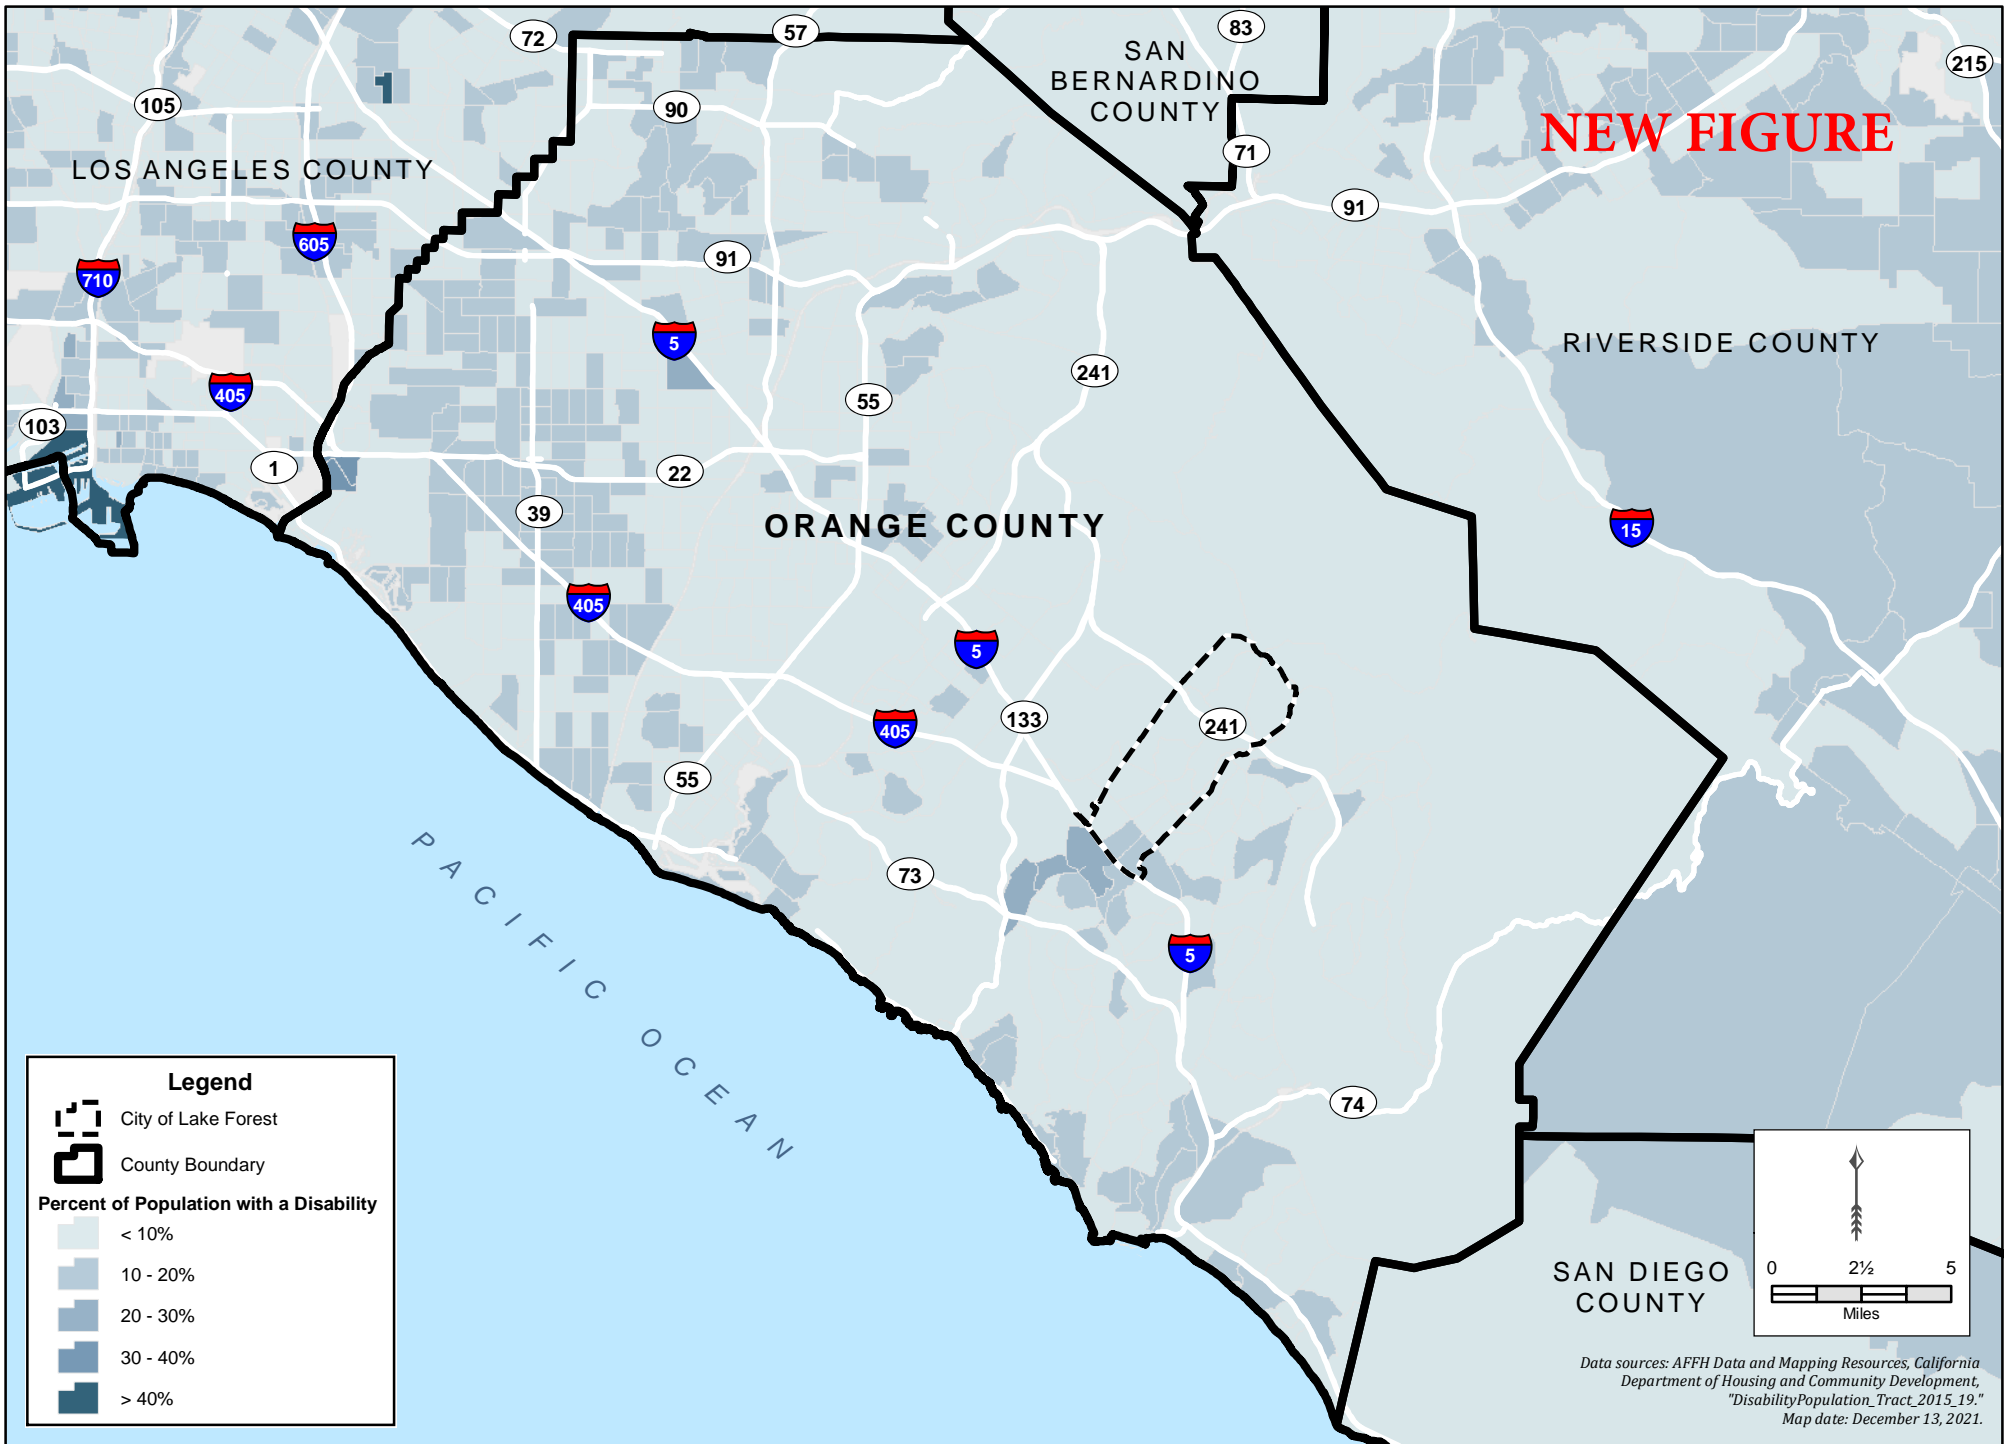 72
57
83
215
SAN
BERNARDINO
COUNTY
105
90
NEW FIGURE
71
LOS ANGELES COUNTY
91
605
91
710
5
RIVERSIDE COUNTY
241
405
55
103
1
22
39
ORANGE COUNTY
15
405
5
133
241
405
55
PACIFIC OCEAN
73
5
74
Legend
City of Lake Forest
County Boundary
Percent of Population with a Disability
< 10%
10 - 20%
20 - 30%
30 - 40%
> 40%
SAN DIEGO
COUNTY
0 2½ 5
Miles
Data sources: AFFH Data and Mapping Resources, California
Department of Housing and Community Development,
"DisabilityPopulation_Tract_2015_19."
Map date: December 13, 2021.